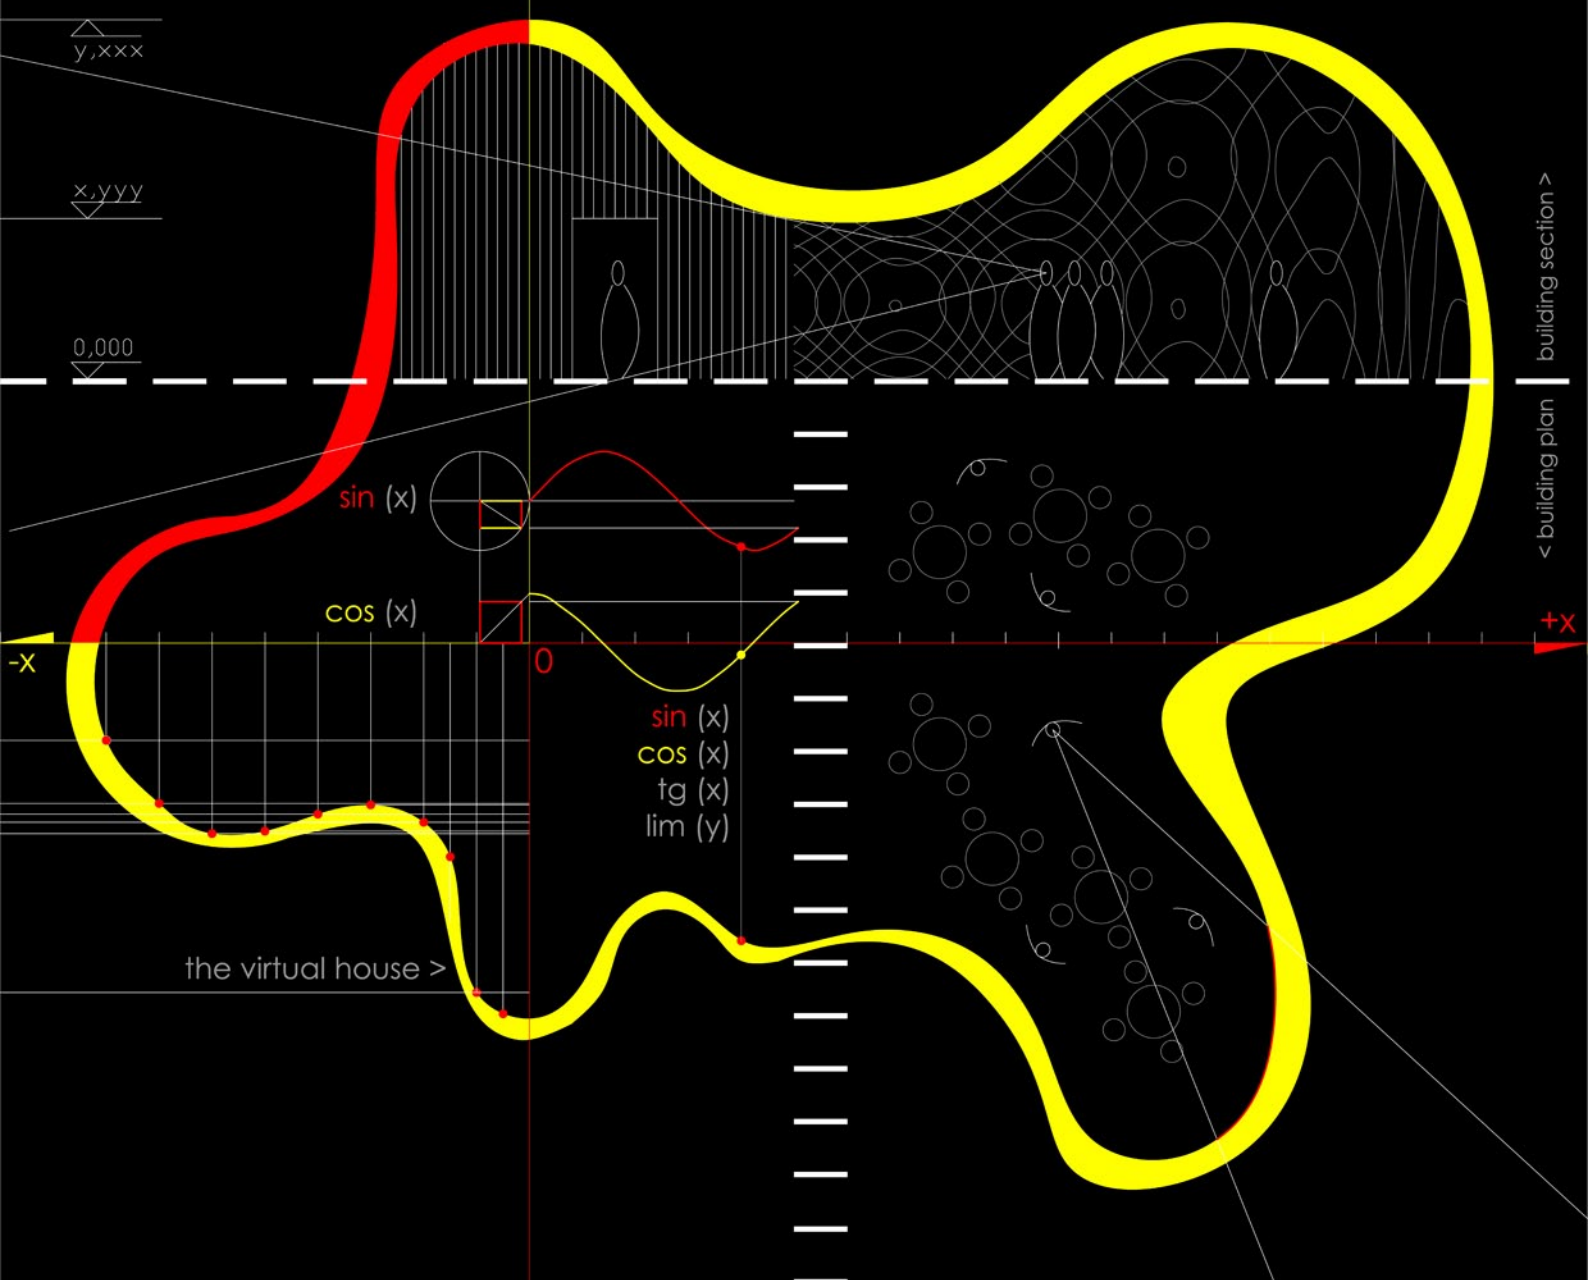 y,xxx
x,yyy
0,000
building section >
< building plan
sin (x)
cos (x)
-x
0
+x
sin (x)
cos (x)
tg (x)
lim (y)
the virtual house >